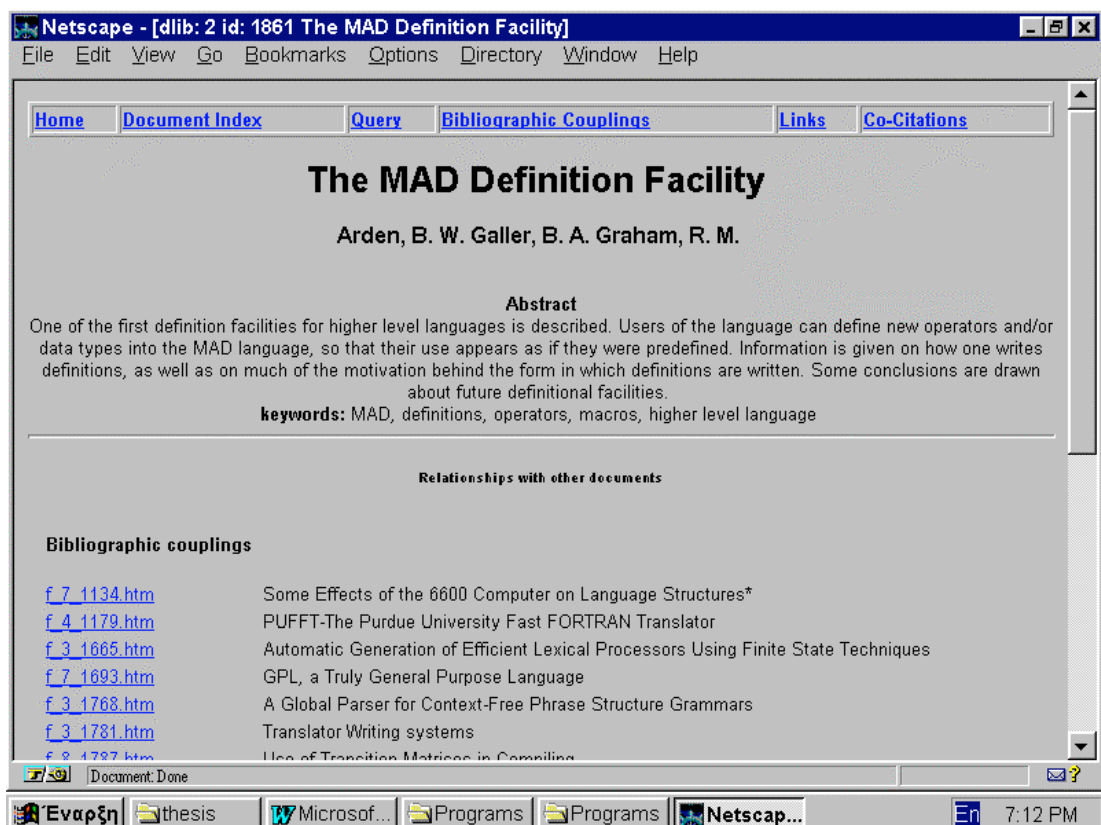 Netscape - [dlib: 2 id: 1861 The MAD Definition Facility]
File Edit View Go Bookmarks Options Directory Window Help
Home Document Index Query Bibliographic Couplings Links Co-Citations
The MAD Definition Facility
Arden, B. W. Galler, B. A. Graham, R. M.
Abstract
One of the first definition facilities for higher level languages is described. Users of the language can define new operators and/or
data types into the MAD language, so that their use appears as if they were predefined. Information is given on how one writes
definitions, as well as on much of the motivation behind the form in which definitions are written. Some conclusions are drawn
about future definitional facilities.
keywords: MAD, definitions, operators, macros, higher level language
Relationships with other documents
Bibliographic couplings
f_7_1134.htm Some Effects of the 6600 Computer on Language Structures*
f_4_1179.htm PUFFT-The Purdue University Fast FORTRAN Translator
f_3_1665.htm Automatic Generation of Efficient Lexical Processors Using Finite State Techniques
f_7_1693.htm GPL, a Truly General Purpose Language
f_3_1768.htm A Global Parser for Context-Free Phrase Structure Grammars
f_3_1781.htm Translator Writing systems
f_8_1787.htm Use of Transition Matrices in Compiling
Document: Done
Έναρξη thesis Microsof... Programs Programs Netscap... En 7:12 PM